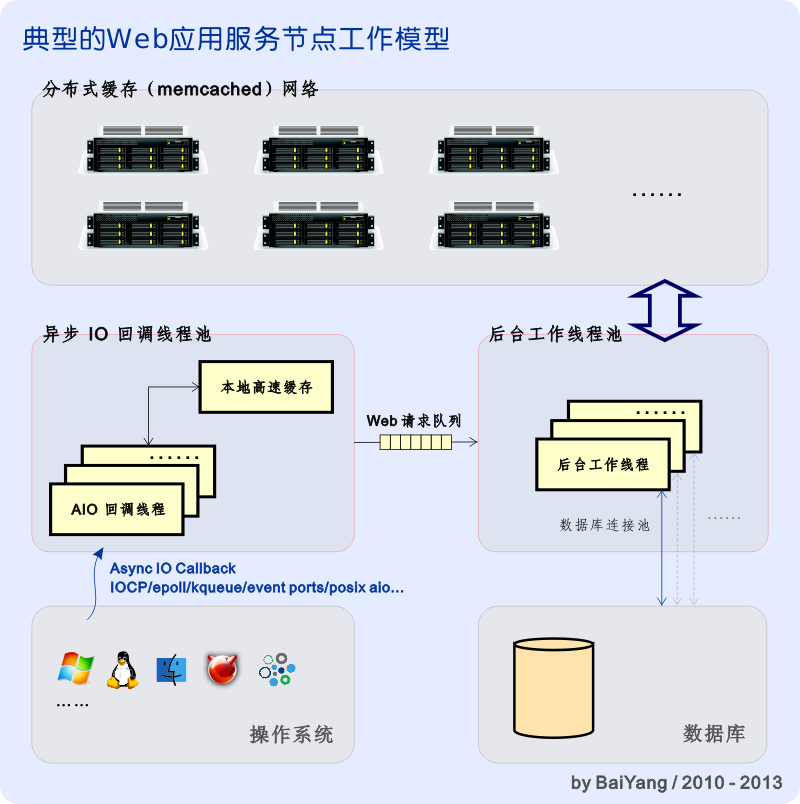 典型的Web应用服务节点工作模型
分布式缓存（memcached）网络
......
异步 IO 回调线程池
后台工作线程池
本地高速缓存
Web 请求队列
......
AIO 回调线程
......
后台工作线程
数据库连接池
......
Async IO Callback
IOCP/epoll/kqueue/event ports/posix aio...
......
操作系统
数据库
by BaiYang / 2010 - 2013